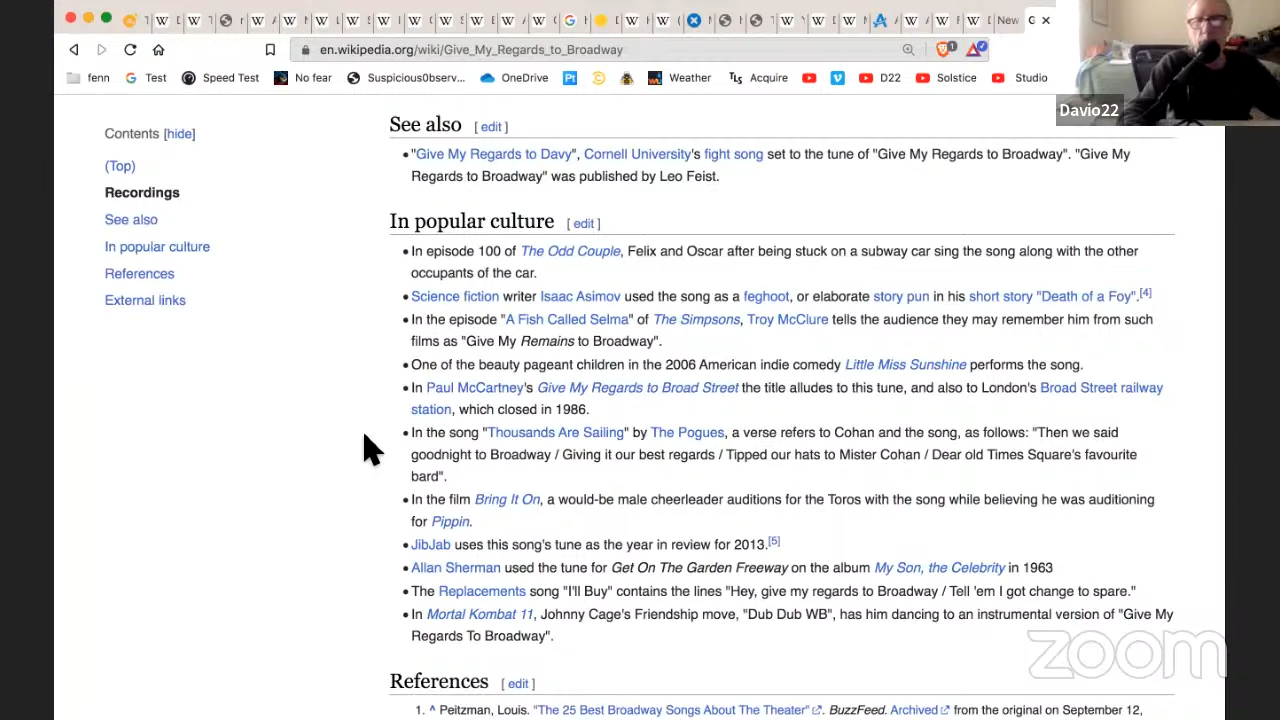 New
en.wikipedia.org/wiki/Give_My_Regards_to_Broadway
fenn Test Speed Test No fear Suspicious0bserv... OneDrive Pt Weather TLS Acquire D22 Solstice Studio
Davio22
Contents [hide]
(Top)
Recordings
See also
In popular culture
References
External links
See also [ edit ]
"Give My Regards to Davy", Cornell University's fight song set to the tune of "Give My Regards to Broadway". "Give My
Regards to Broadway" was published by Leo Feist.
In popular culture [ edit ]
In episode 100 of The Odd Couple, Felix and Oscar after being stuck on a subway car sing the song along with the other
occupants of the car.
Science fiction writer Isaac Asimov used the song as a feghoot, or elaborate story pun in his short story "Death of a Foy".[4]
In the episode "A Fish Called Selma" of The Simpsons, Troy McClure tells the audience they may remember him from such
films as "Give My Remains to Broadway".
One of the beauty pageant children in the 2006 American indie comedy Little Miss Sunshine performs the song.
In Paul McCartney's Give My Regards to Broad Street the title alludes to this tune, and also to London's Broad Street railway
station, which closed in 1986.
In the song "Thousands Are Sailing" by The Pogues, a verse refers to Cohan and the song, as follows: "Then we said
goodnight to Broadway / Giving it our best regards / Tipped our hats to Mister Cohan / Dear old Times Square's favourite
bard".
In the film Bring It On, a would-be male cheerleader auditions for the Toros with the song while believing he was auditioning
for Pippin.
JibJab uses this song's tune as the year in review for 2013.[5]
Allan Sherman used the tune for Get On The Garden Freeway on the album My Son, the Celebrity in 1963
The Replacements song "I'll Buy" contains the lines "Hey, give my regards to Broadway / Tell 'em I got change to spare."
In Mortal Kombat 11, Johnny Cage's Friendship move, "Dub Dub WB", has him dancing to an instrumental version of "Give My
Regards To Broadway".
zoom
References [ edit ]
1. ^ Peitzman, Louis. "The 25 Best Broadway Songs About The Theater". BuzzFeed. Archived from the original on September 12,